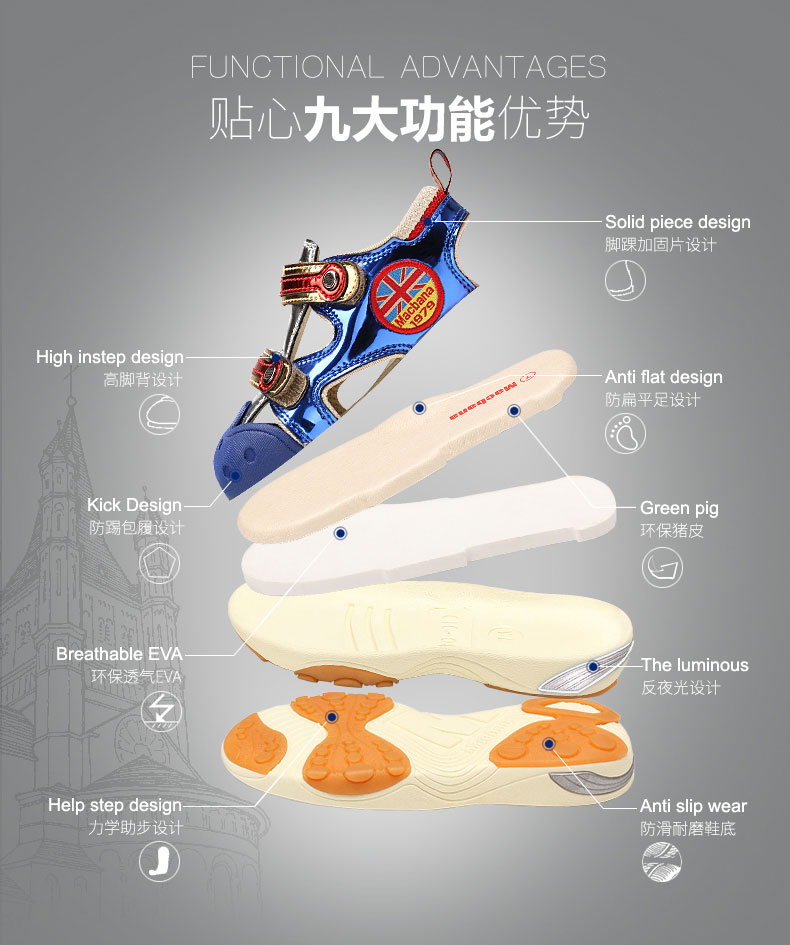 FUNCTIONAL ADVANTAGES
贴心九大功能优势
Solid piece design
脚踝加固片设计
Macbana
1979
High instep design
高脚背设计
Anti flat design
防扁平足设计
Macbana
Kick Design
防踢包履设计
Green pig
环保猪皮
Breathable EVA
环保透气EVA
The luminous
反夜光设计
Help step design
力学助步设计
Anti slip wear
防滑耐磨鞋底